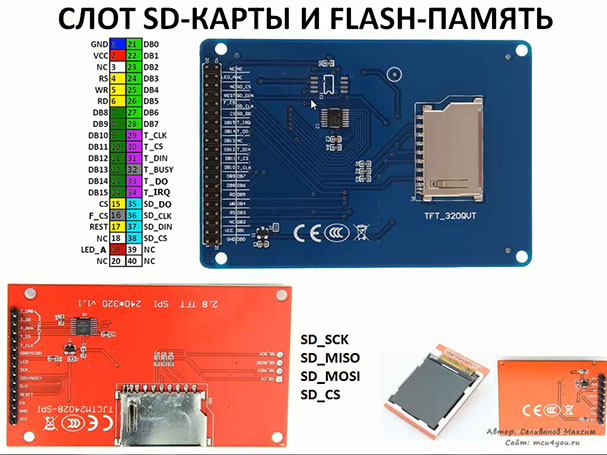 СЛОТ SD-КАРТЫ И FLASH-ПАМЯТЬ
GND 1 21 DB0
VCC 2 22 DB1
NC 3 23 DB2
RS 4 24 DB3
WR 5 25 DB4
RD 6 26 DB5
DB8 7 27 DB6
DB9 8 28 DB7
DB10 9 29 T_CLK
DB11 10 30 T_CS
DB12 11 31 T_DIN
DB13 12 32 T_BUSY
DB14 13 33 T_DO
DB15 14 34 T_IRQ
CS 15 35 SD_DO
F_CS 16 36 SD_CLK
REST 17 37 SD_DIN
NC 18 38 SD_CS
LED_A 19 39 NC
NC 20 40 NC
TFT_320QVT
CE CCC
2.8 TFT SPI 240*320 v1.1
TJCTM24028-SPI
SD_SCK
SD_MISO
SD_MOSI
SD_CS
Автор: Селиванов Максим
Сайт: mcu4you.ru